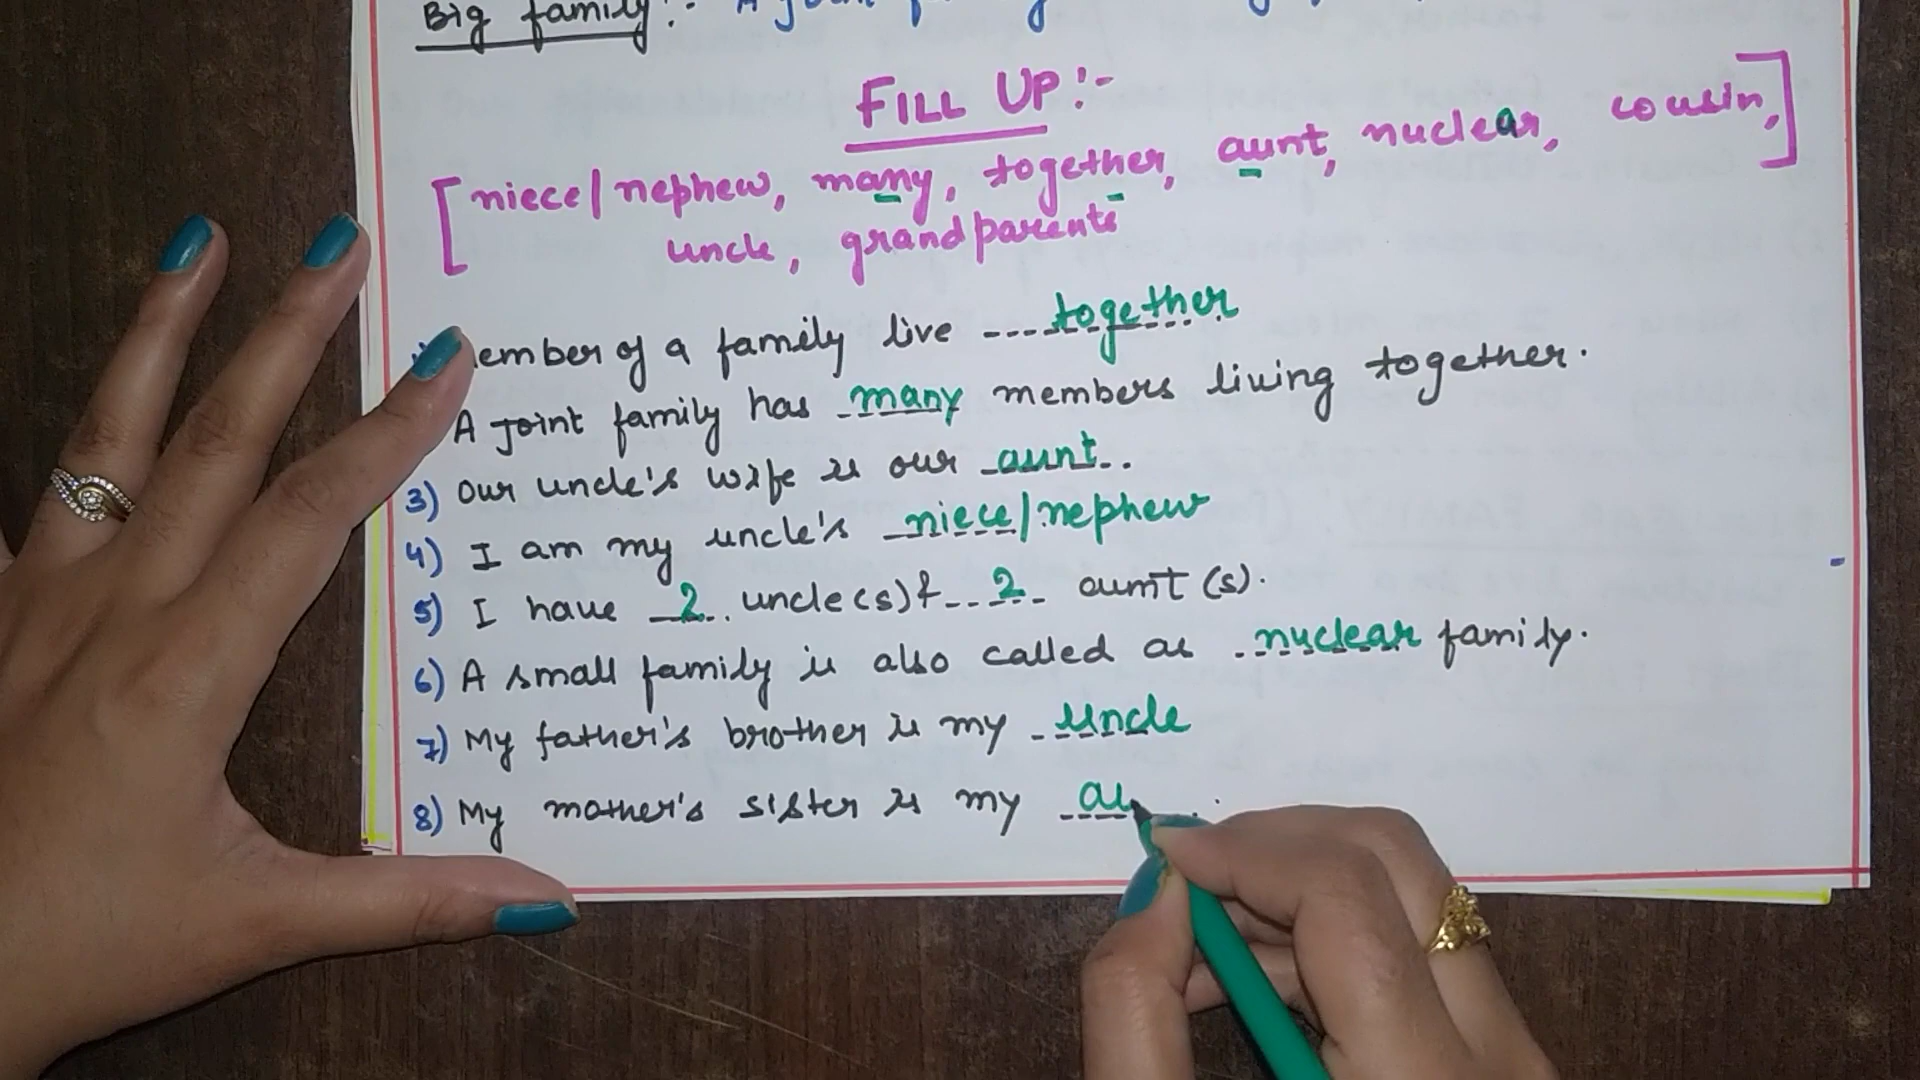 Big family:-
FILL UP:-
[niece/nephew, many, together, aunt, nuclear, cousin,
uncle, grandparents]
ember of a family live together
A joint family has many members living together.
3) Our uncle's wife is our aunt.
4) I am my uncle's niece/nephew
5) I have 2 uncle(s) & 2 aunt (s).
6) A small family is also called as nuclear family.
7) My father's brother is my uncle
8) My mother's sister is my au